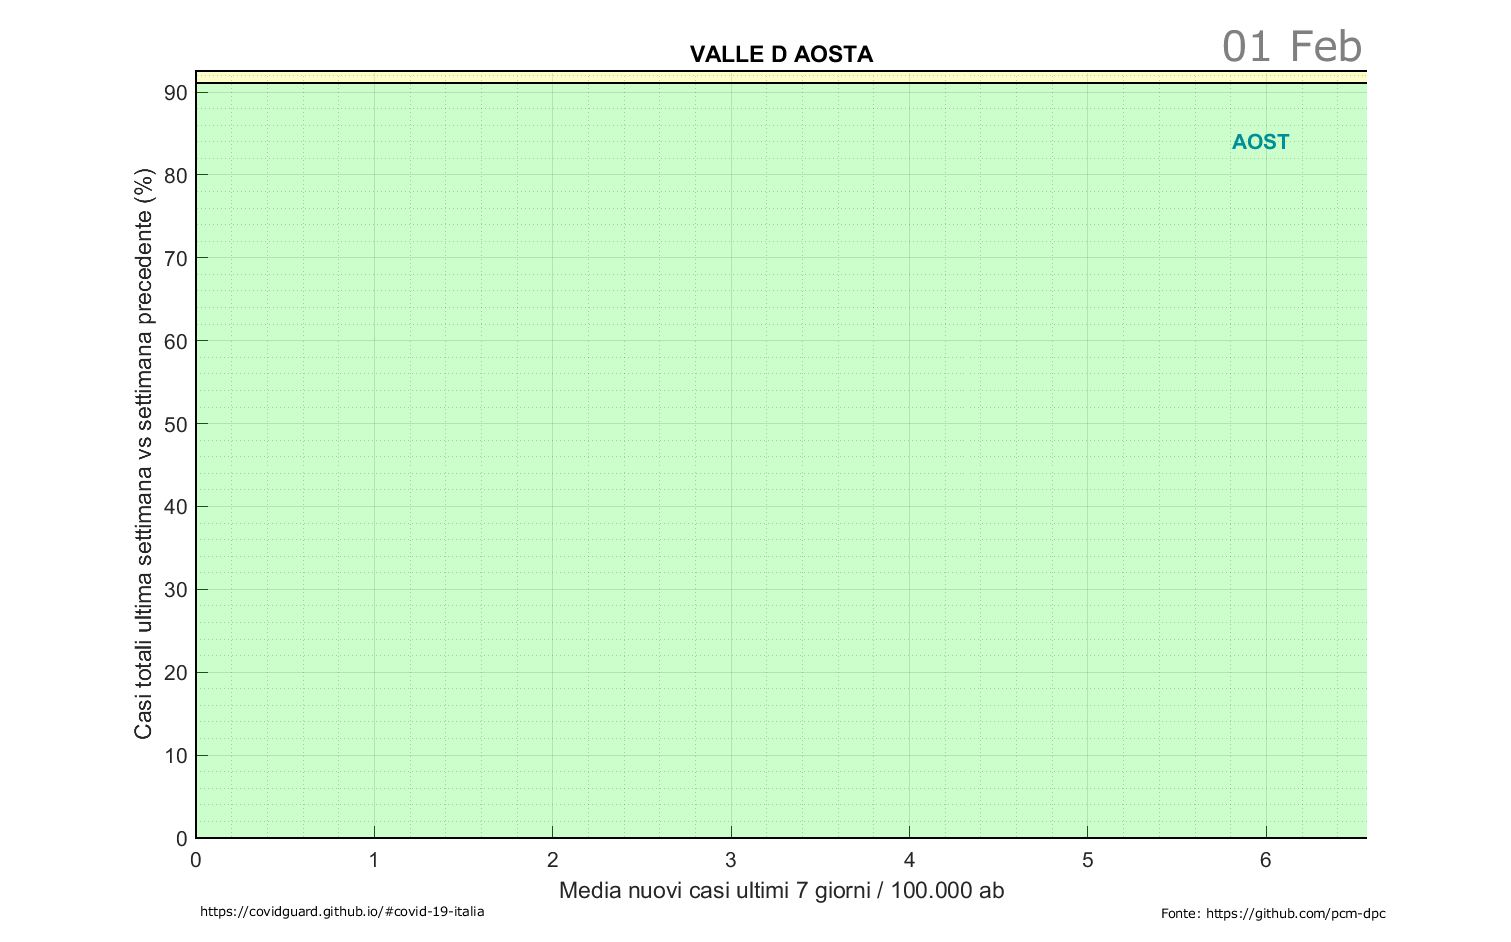 01 Feb
VALLE D AOSTA
90
80
70
60
50
40
30
20
10
0
Casi totali ultima settimana vs settimana precedente (%)
AOST
0 1 2 3 4 5 6
Media nuovi casi ultimi 7 giorni / 100.000 ab
https://covidguard.github.io/#covid-19-italia
Fonte: https://github.com/pcm-dpc